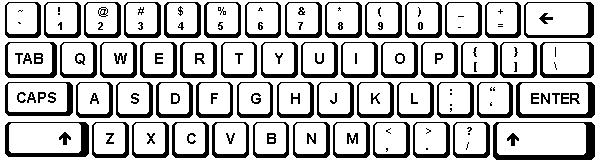 ~ ` ! 1 @ 2 # 3 $ 4 % 5 ^ 6 & 7 * 8 ( 9 ) 0 _ - + = ←
TAB Q W E R T Y U I O P { [ } ] | \
CAPS A S D F G H J K L : ; “ ‘ ENTER
↑ Z X C V B N M < , > . ? / ↑